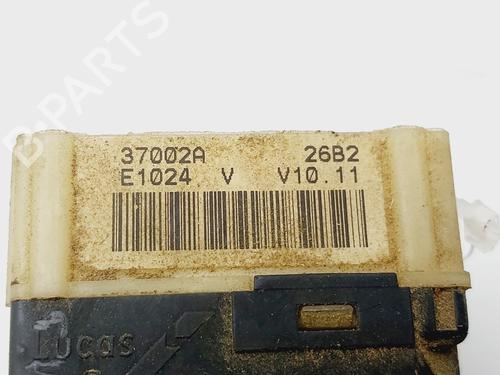 B-PARTS
37002A 26B2
E1024 V V10.11
Lucas